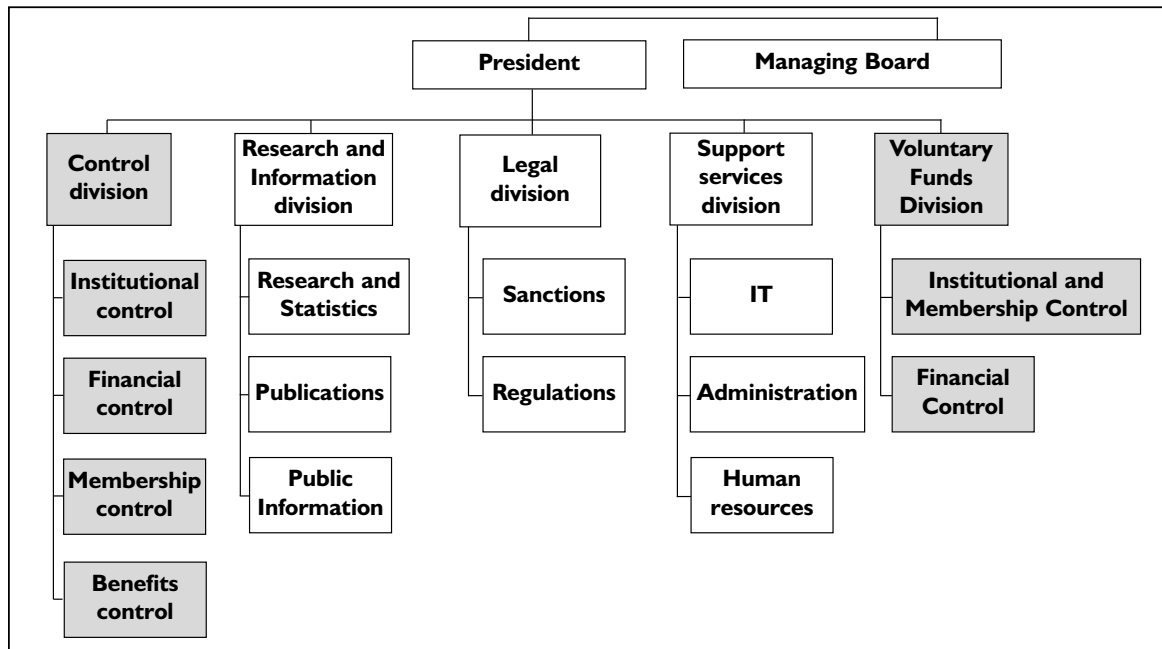 President
Managing Board
Control
division
Research and
Information
division
Legal
division
Support
services
division
Voluntary
Funds
Division
Institutional
control
Financial
control
Membership
control
Benefits
control
Research and
Statistics
Publications
Public
Information
Sanctions
Regulations
IT
Administration
Human
resources
Institutional and
Membership Control
Financial
Control